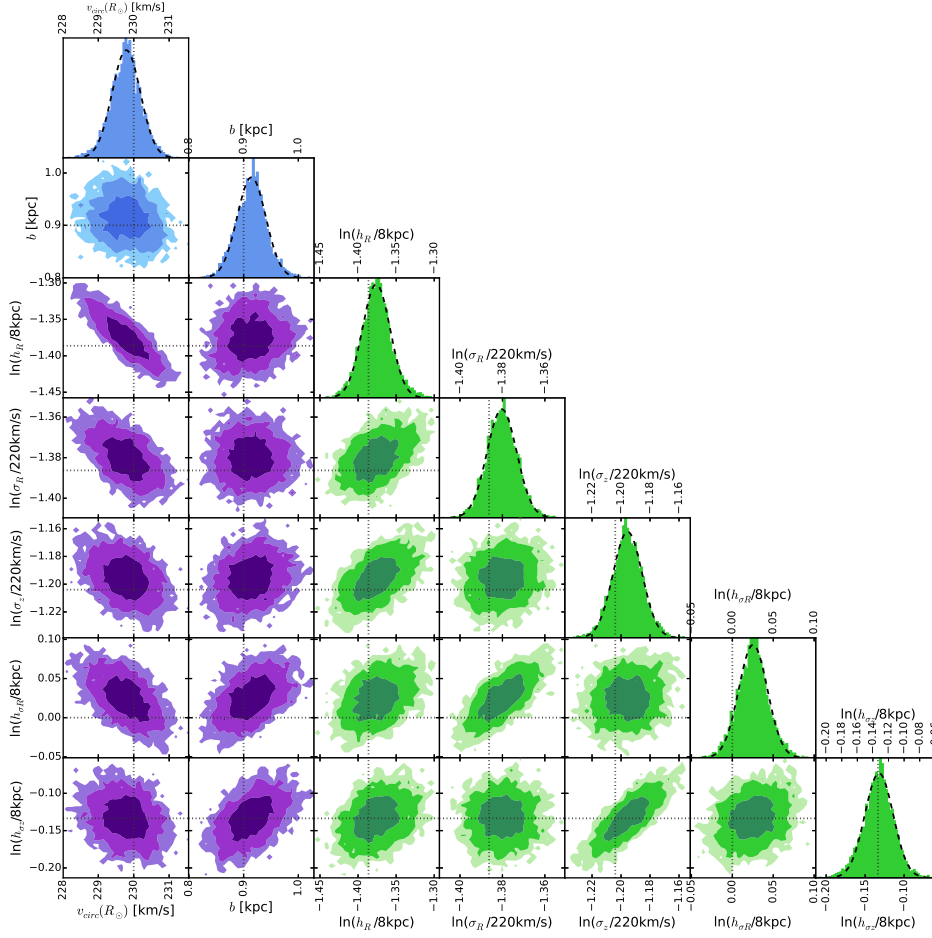 v_circ(R_☉) [km/s]
228 229 230 231
b [kpc]
0.8 0.9 1.0
b [kpc]
1.0
0.9
0.8
ln(h_R/8kpc)
−1.45 −1.40 −1.35 −1.30
ln(h_R/8kpc)
−1.30
−1.35
−1.40
−1.45
ln(σ_R/220km/s)
−1.40 −1.38 −1.36
ln(σ_R/220km/s)
−1.36
−1.38
−1.40
ln(σ_z/220km/s)
−1.22 −1.20 −1.18 −1.16
ln(σ_z/220km/s)
−1.16
−1.18
−1.20
−1.22
ln(h_σR/8kpc)
−0.05 0.00 0.05 0.10
ln(h_σR/8kpc)
0.10
0.05
0.00
−0.05
ln(h_σz/8kpc)
−0.20 −0.18 −0.16 −0.14 −0.12 −0.10 −0.08
ln(h_σz/8kpc)
−0.10
−0.15
−0.20
228 229 230 231 0.8 0.9 1.0 −1.45 −1.40 −1.35 −1.30 −1.40 −1.38 −1.36 −1.22 −1.20 −1.18 −1.16 −0.05 0.00 0.05 0.10 −0.20 −0.15 −0.10
v_circ(R_☉) [km/s] b [kpc] ln(h_R/8kpc) ln(σ_R/220km/s) ln(σ_z/220km/s) ln(h_σR/8kpc) ln(h_σz/8kpc)